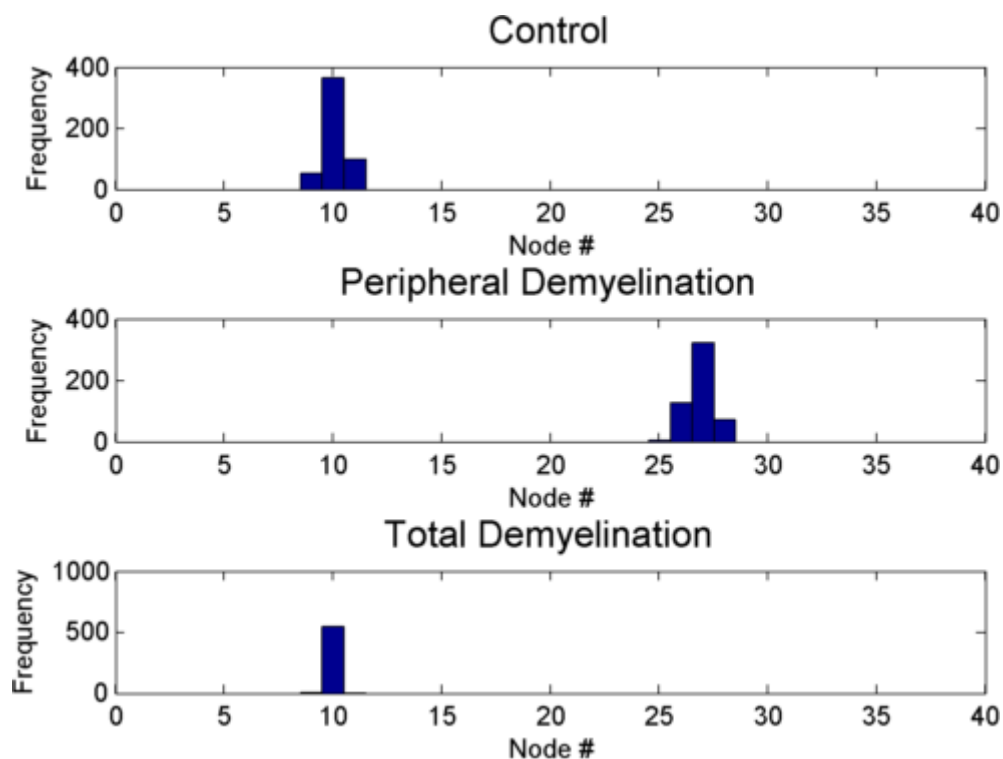 Control
400
200
0
Frequency
0 5 10 15 20 25 30 35 40
Node #
Peripheral Demyelination
400
200
0
Frequency
0 5 10 15 20 25 30 35 40
Node #
Total Demyelination
1000
500
0
Frequency
0 5 10 15 20 25 30 35 40
Node #